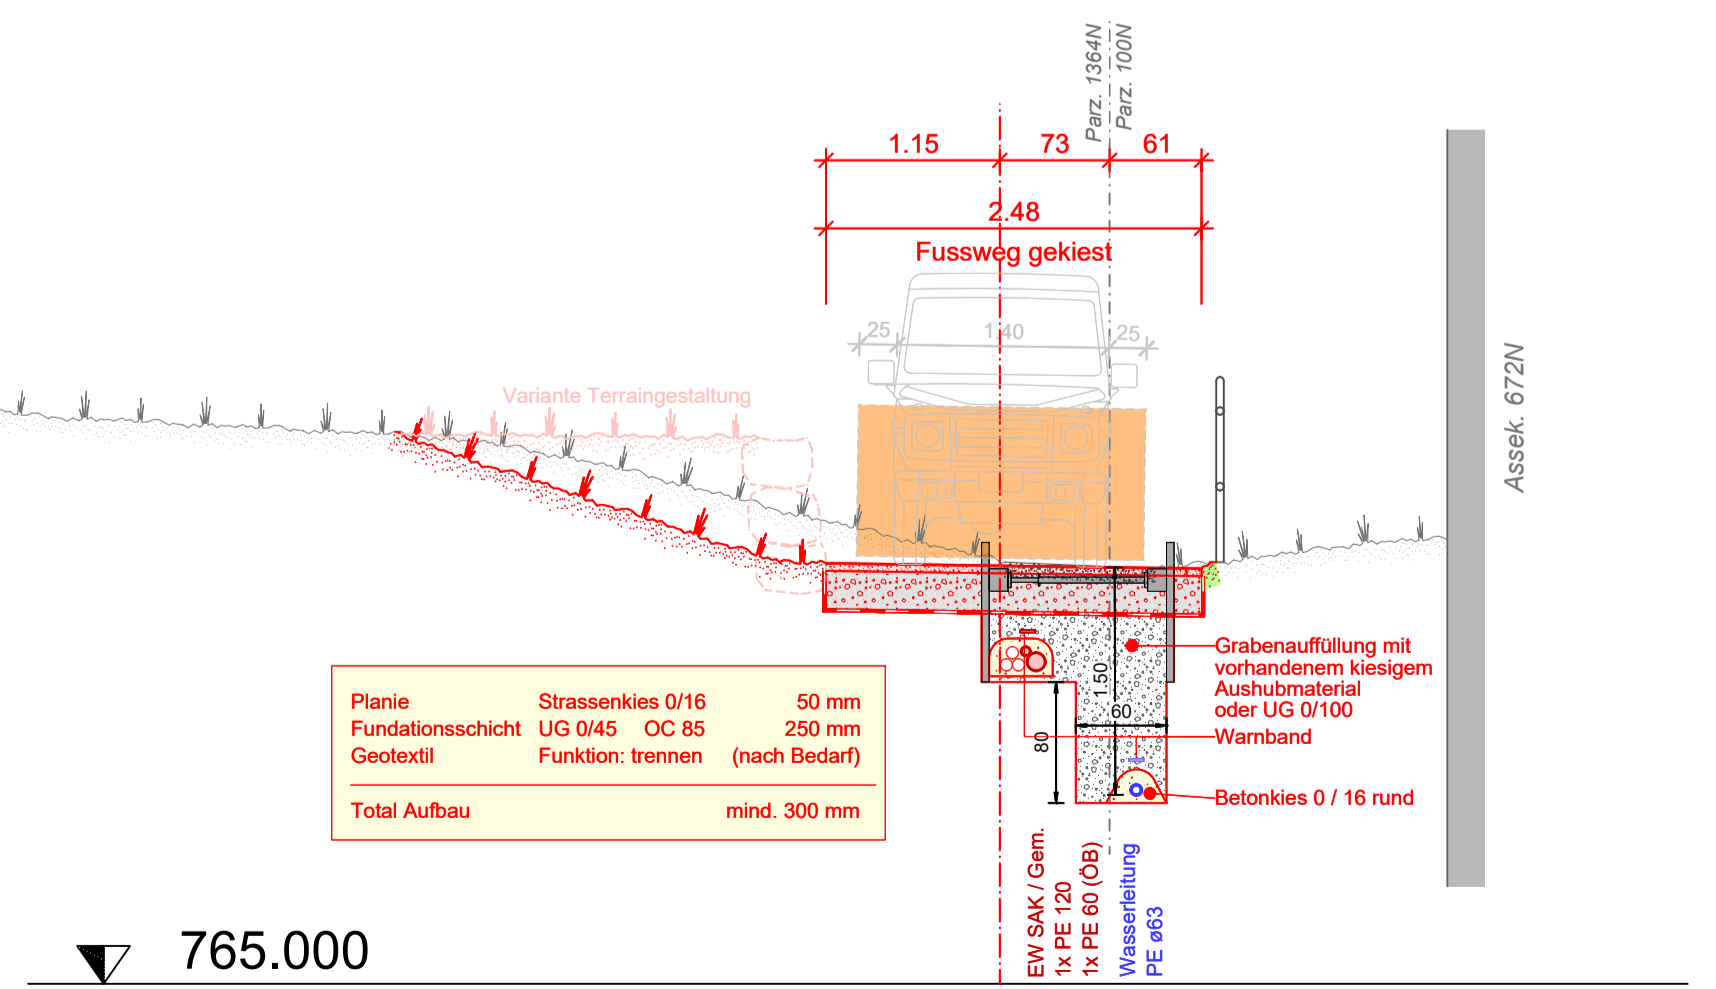 Parz. 1364N
Parz. 100N
1.15
73
61
2.48
Fussweg gekiest
25
1.40
25
Variante Terraingestaltung
Assek. 672N
Grabenauffüllung mit
vorhandenem kiesigem
Aushubmaterial
oder UG 0/100
Warnband
Betonkies 0 / 16 rund
1.50
60
80
Planie Strassenkies 0/16 50 mm
Fundationsschicht UG 0/45 OC 85 250 mm
Geotextil Funktion: trennen (nach Bedarf)
Total Aufbau mind. 300 mm
EW SAK / Gem.
1x PE 120
1x PE 60 (ÖB)
Wasserleitung
PE ø63
765.000